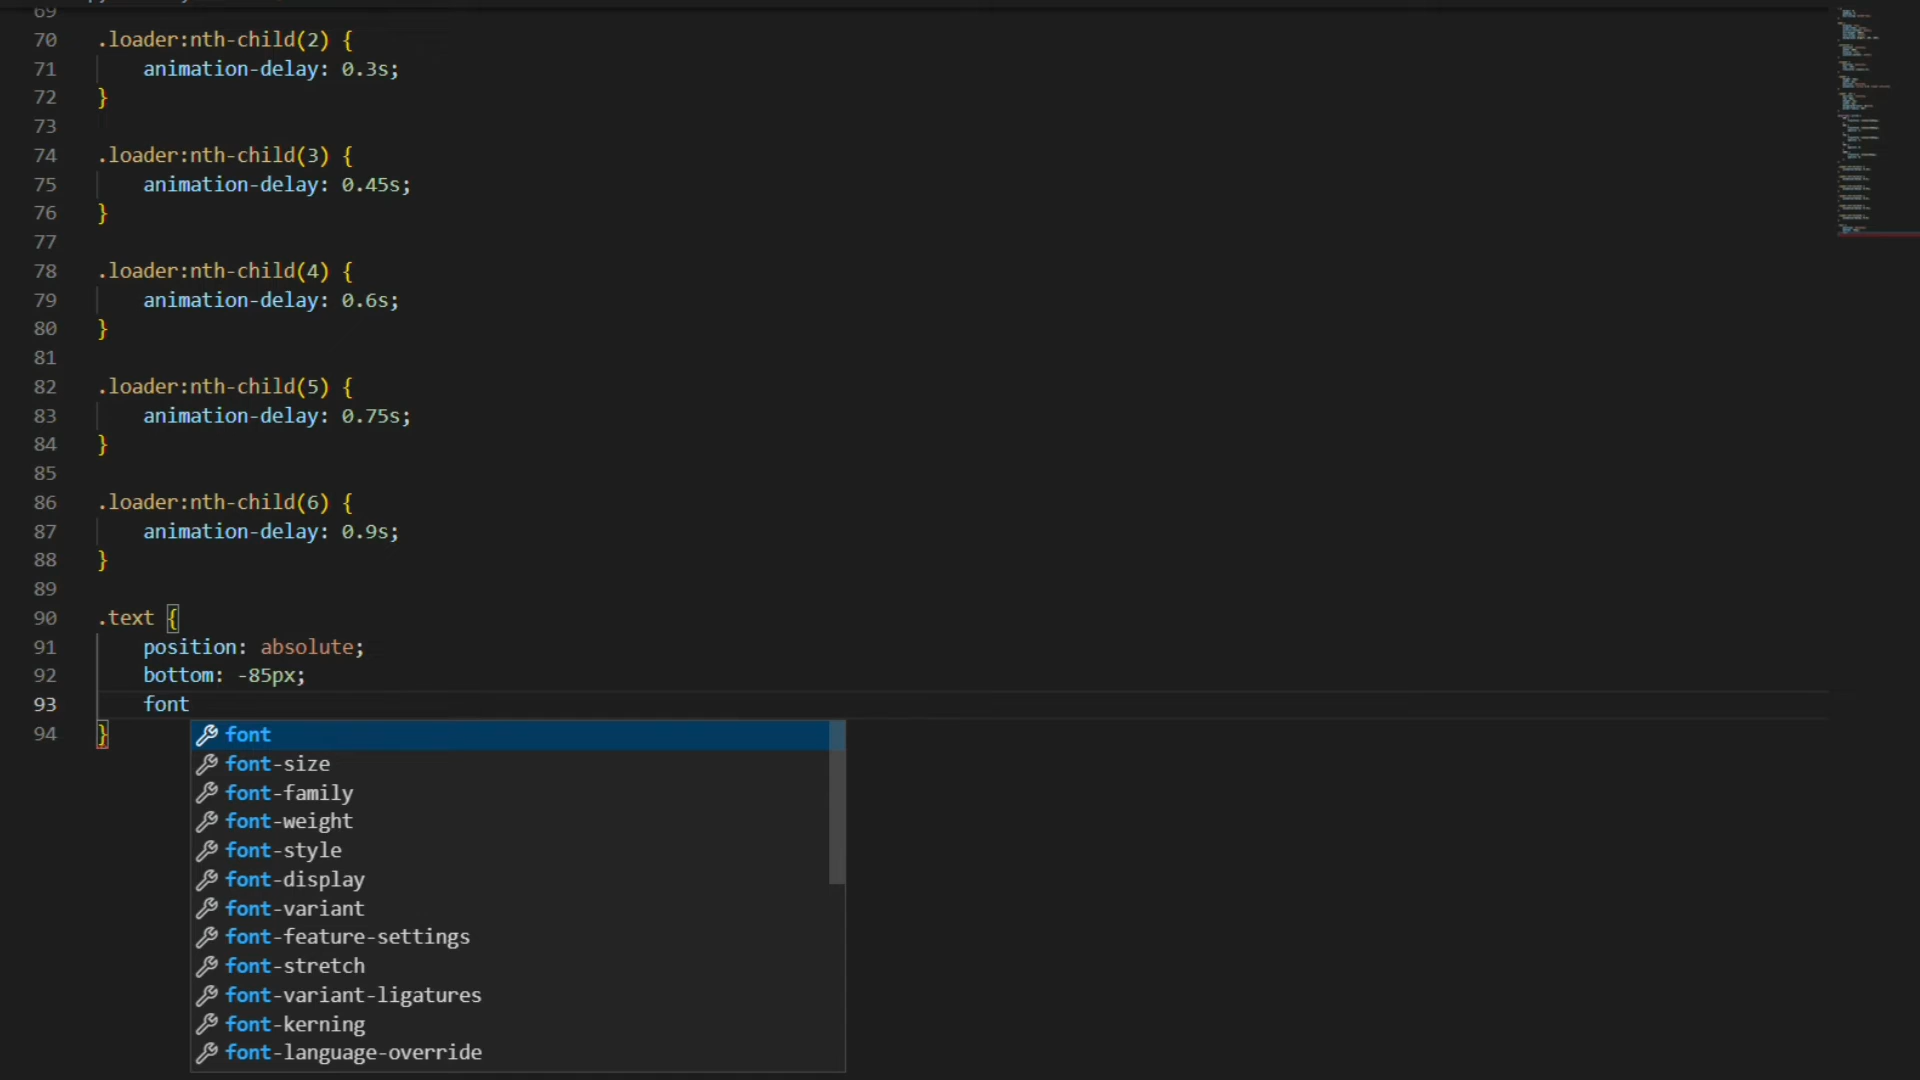 69
70 .loader:nth-child(2) {
71 animation-delay: 0.3s;
72 }
73
74 .loader:nth-child(3) {
75 animation-delay: 0.45s;
76 }
77
78 .loader:nth-child(4) {
79 animation-delay: 0.6s;
80 }
81
82 .loader:nth-child(5) {
83 animation-delay: 0.75s;
84 }
85
86 .loader:nth-child(6) {
87 animation-delay: 0.9s;
88 }
89
90 .text {
91 position: absolute;
92 bottom: -85px;
93 font
94 }
font
font-size
font-family
font-weight
font-style
font-display
font-variant
font-feature-settings
font-stretch
font-variant-ligatures
font-kerning
font-language-override